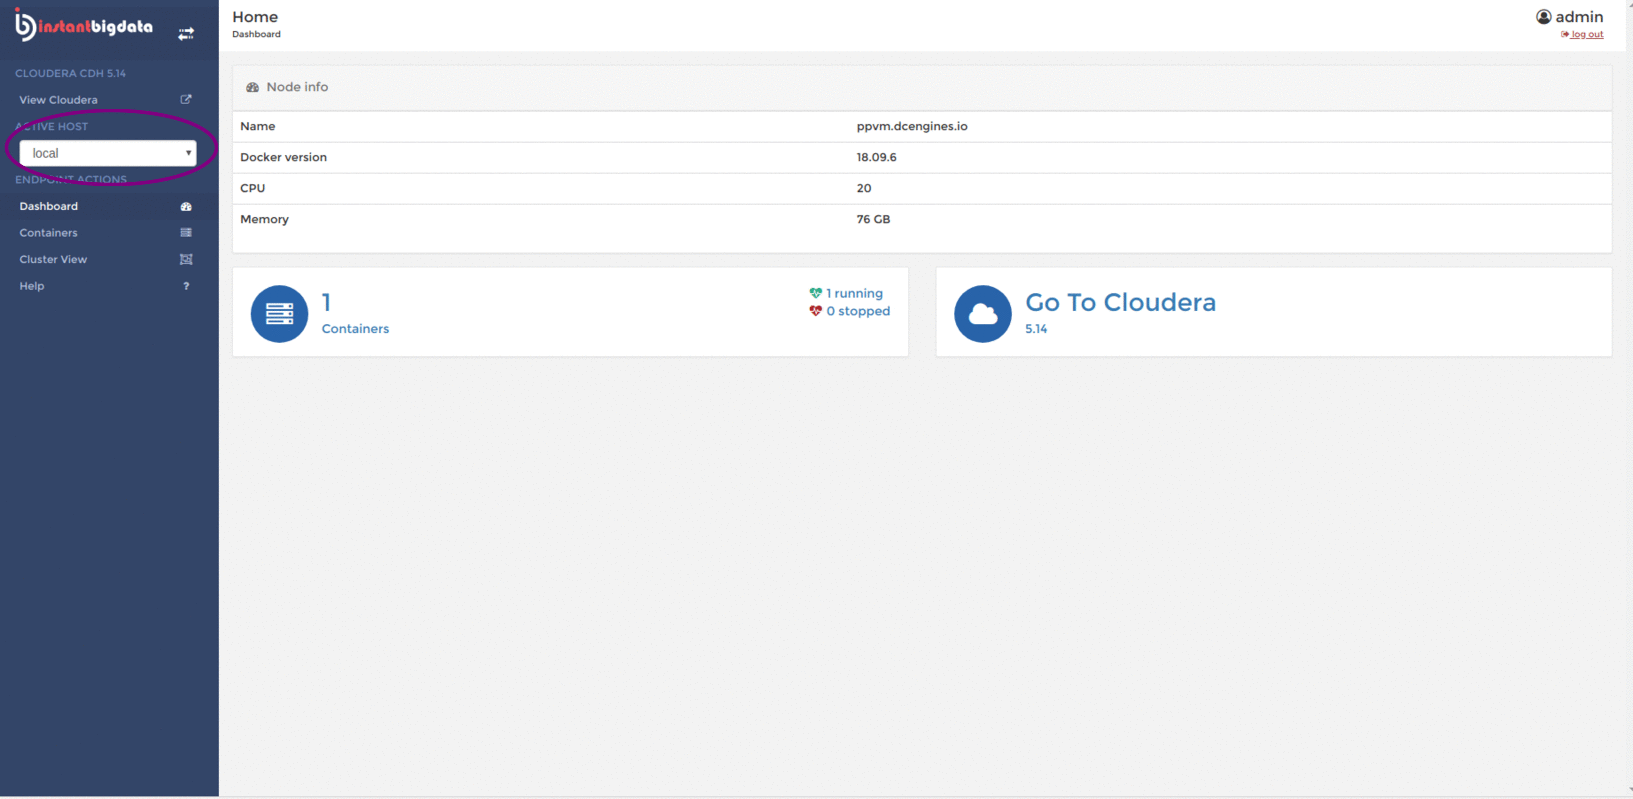 instantbigdata
CLOUDERA CDH 5.14
View Cloudera
ACTIVE HOST
local
ENDPOINT ACTIONS
Dashboard
Containers
Cluster View
Help
?
Home
Dashboard
admin
log out
Node info
Name ppvm.dcengines.io
Docker version 18.09.6
CPU 20
Memory 76 GB
1
Containers
1 running
0 stopped
Go To Cloudera
5.14